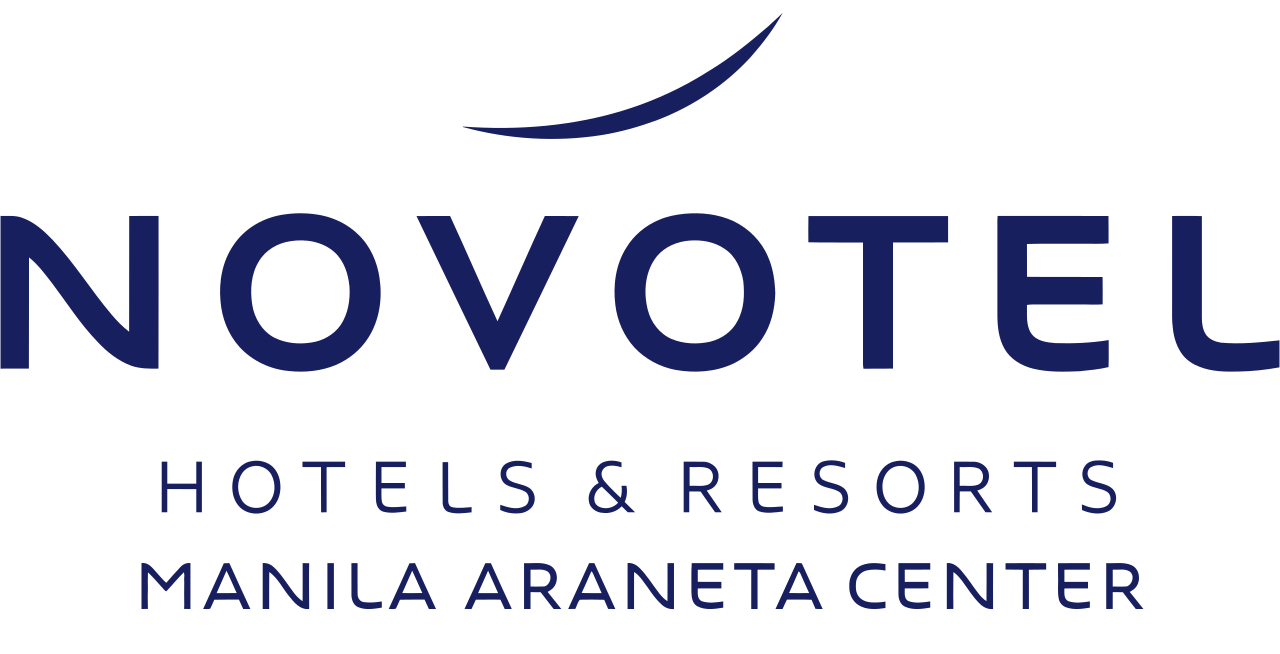 NOVOTEL
HOTELS & RESORTS
MANILA ARANETA CENTER